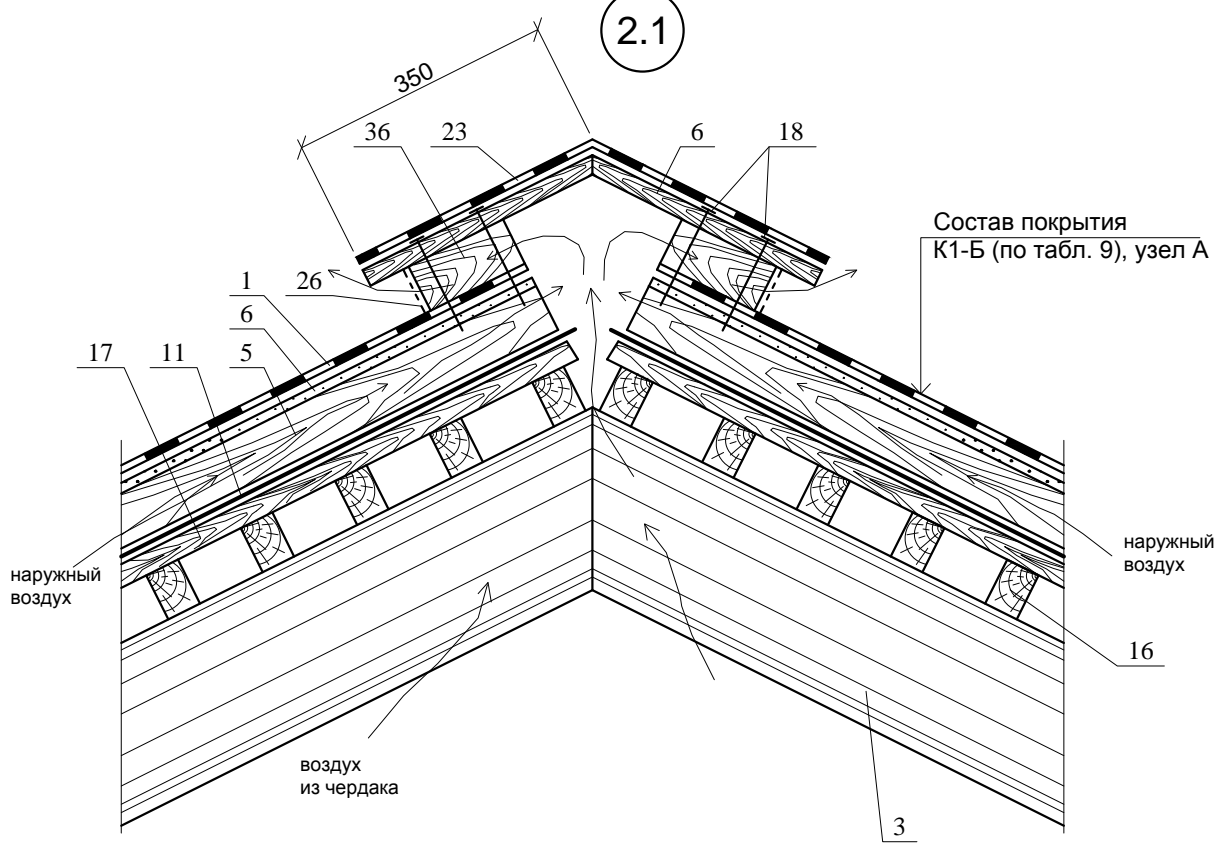 2.1
350
36
23
6
18
Состав покрытия
К1-Б (по табл. 9), узел А
1
26
6
17
11
5
наружный
воздух
наружный
воздух
16
воздух
из чердака
3